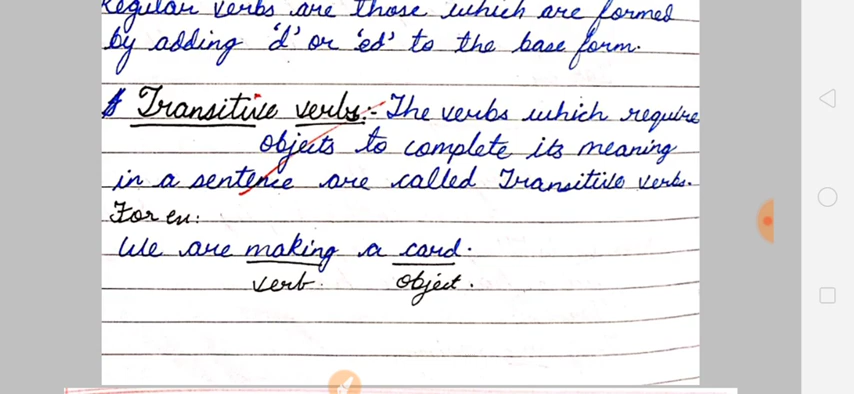 Regular verbs are those which are formed
by adding 'd' or 'ed' to the base form.
Transitive verbs:- The verbs which require
objects to complete its meaning
in a sentence are called Transitive verbs.
For ex:
We are making a card.
verb. object.